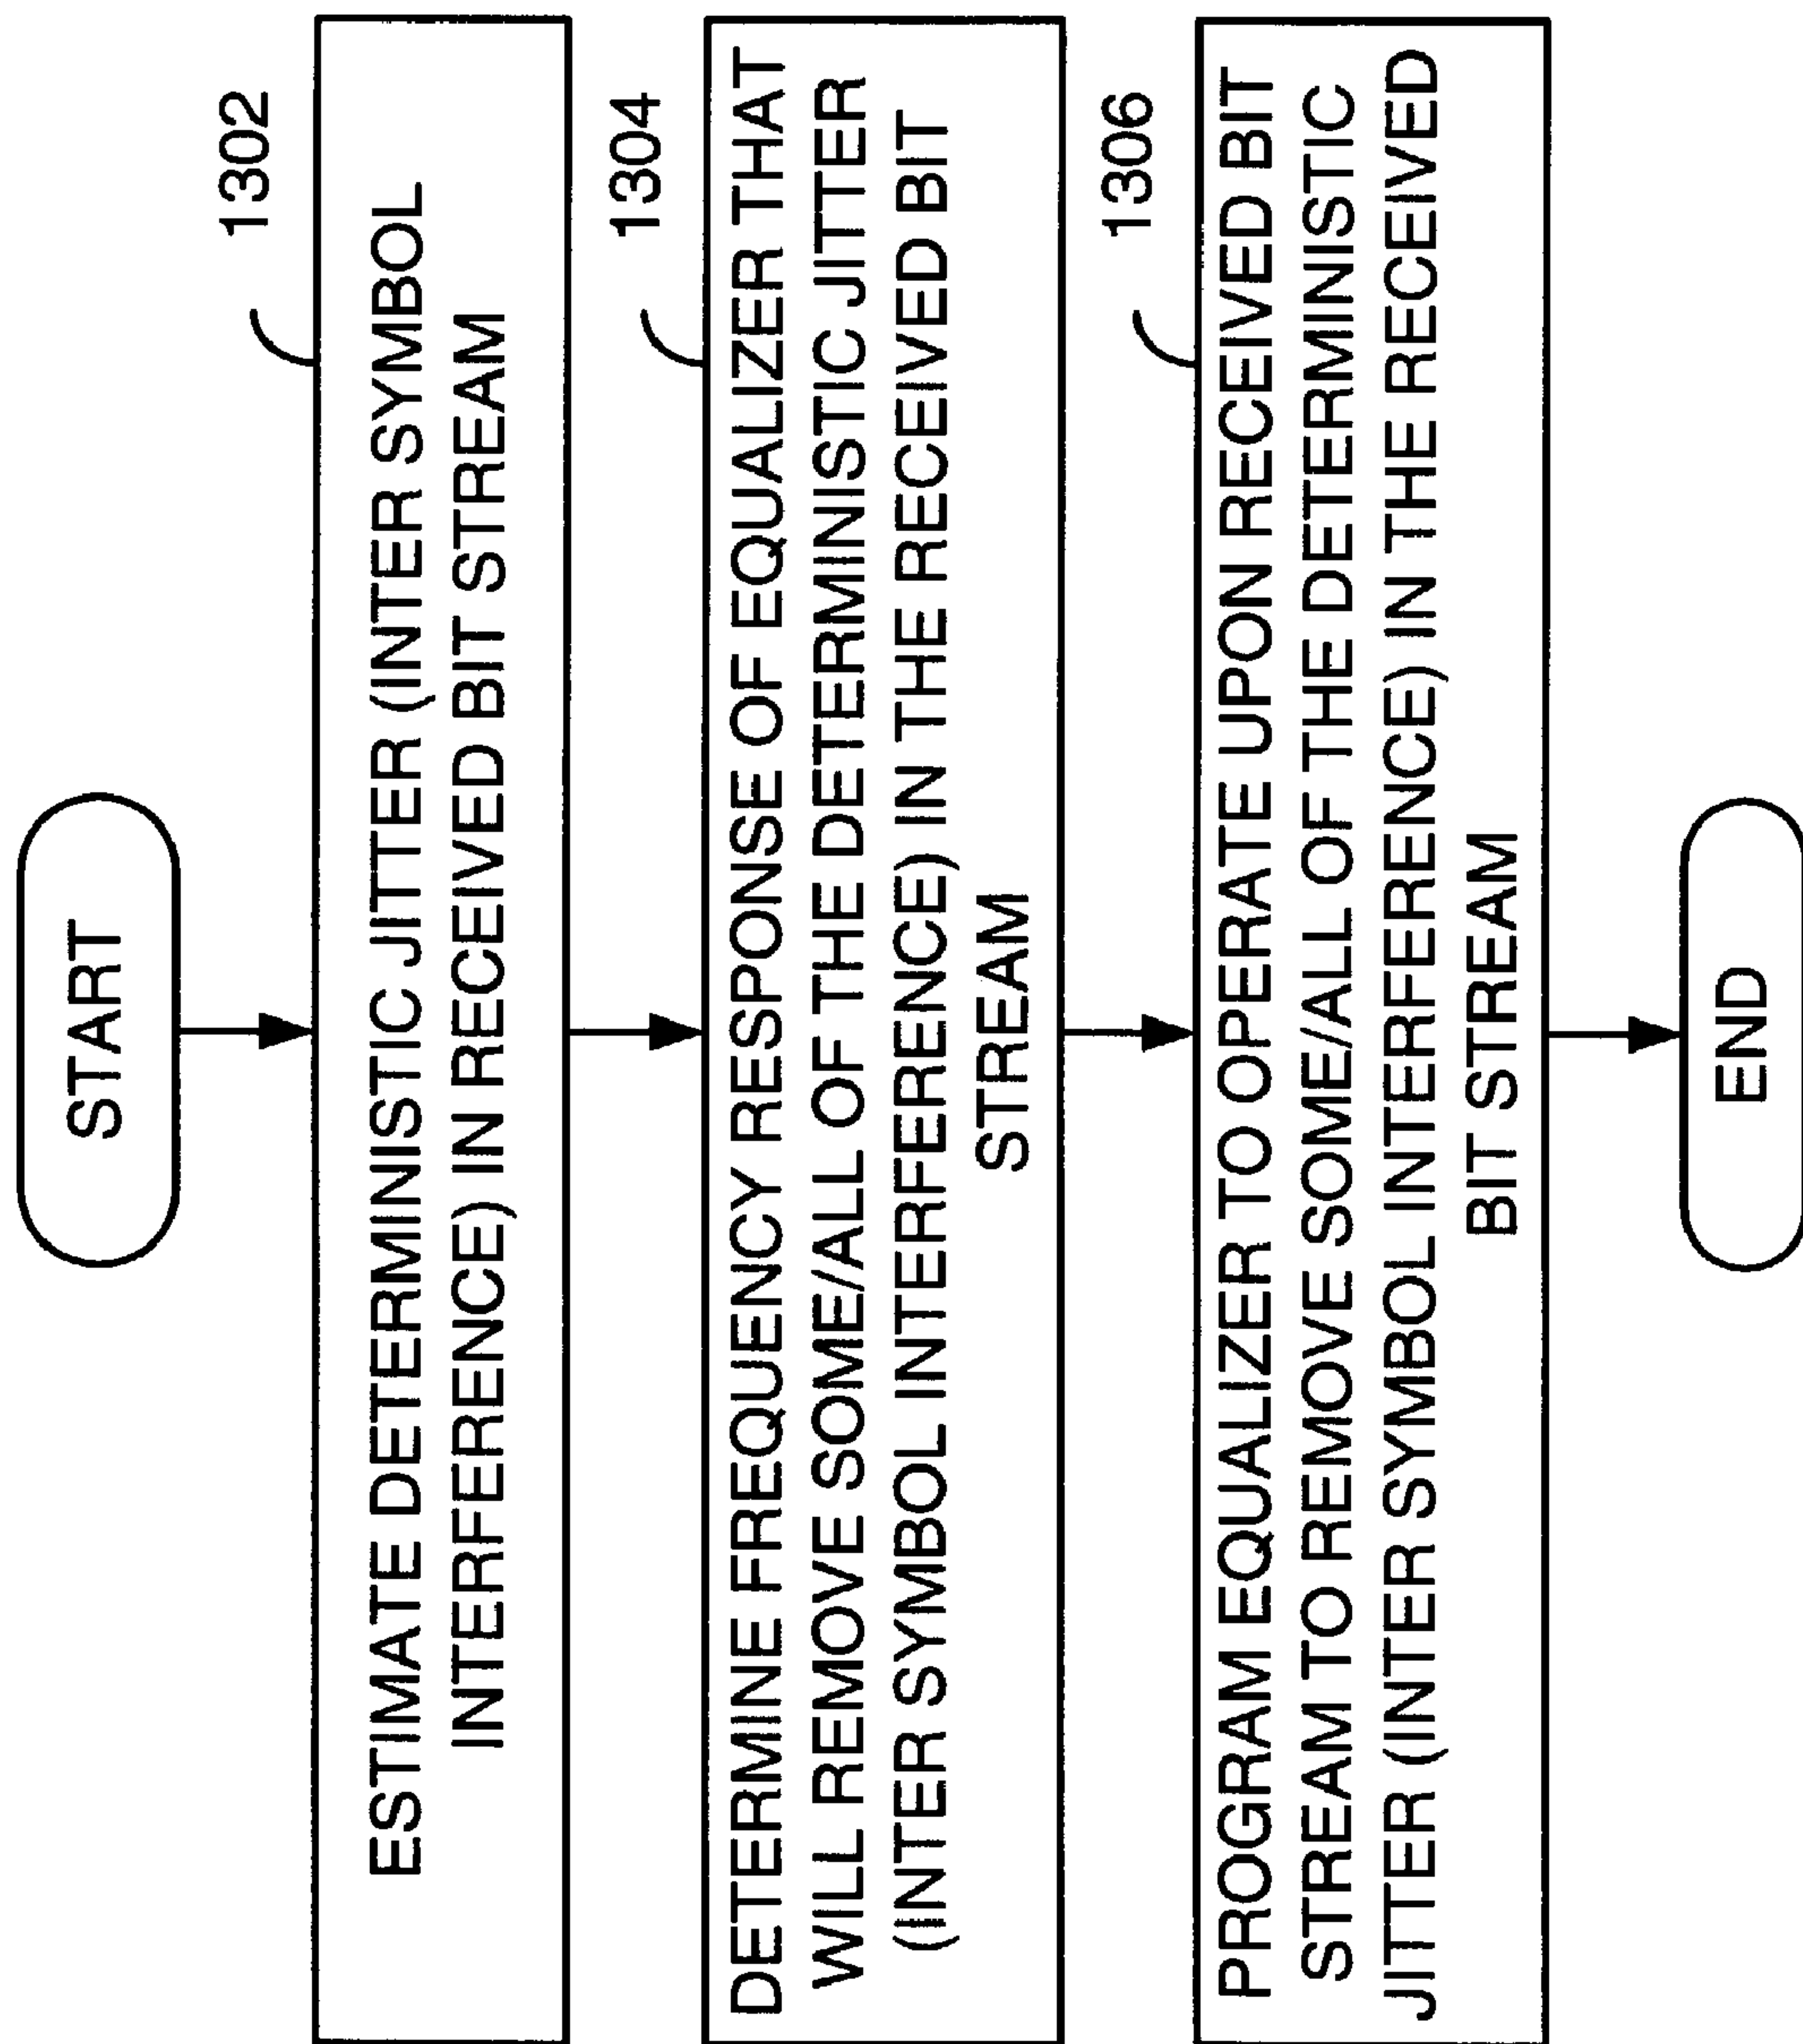 START
1302
ESTIMATE DETERMINISTIC JITTER (INTER SYMBOL
INTERFERENCE) IN RECEIVED BIT STREAM
1304
DETERMINE FREQUENCY RESPONSE OF EQUALIZER THAT
WILL REMOVE SOME/ALL OF THE DETERMINISTIC JITTER
(INTER SYMBOL INTERFERENCE) IN THE RECEIVED BIT
STREAM
1306
PROGRAM EQUALIZER TO OPERATE UPON RECEIVED BIT
STREAM TO REMOVE SOME/ALL OF THE DETERMINISTIC
JITTER (INTER SYMBOL INTERFERENCE) IN THE RECEIVED
BIT STREAM
END